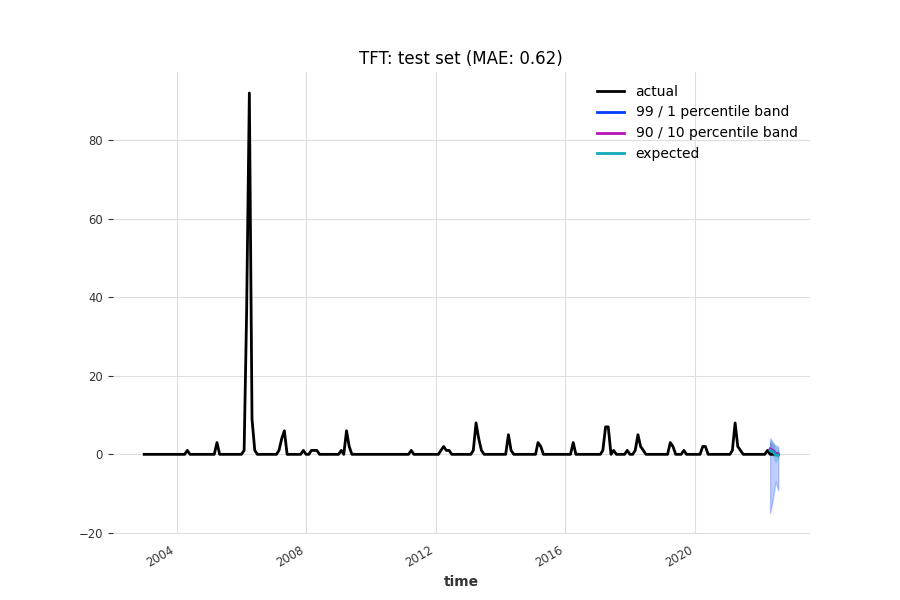 TFT: test set (MAE: 0.62)
actual
99 / 1 percentile band
90 / 10 percentile band
expected
80
60
40
20
0
−20
2004
2008
2012
2016
2020
time